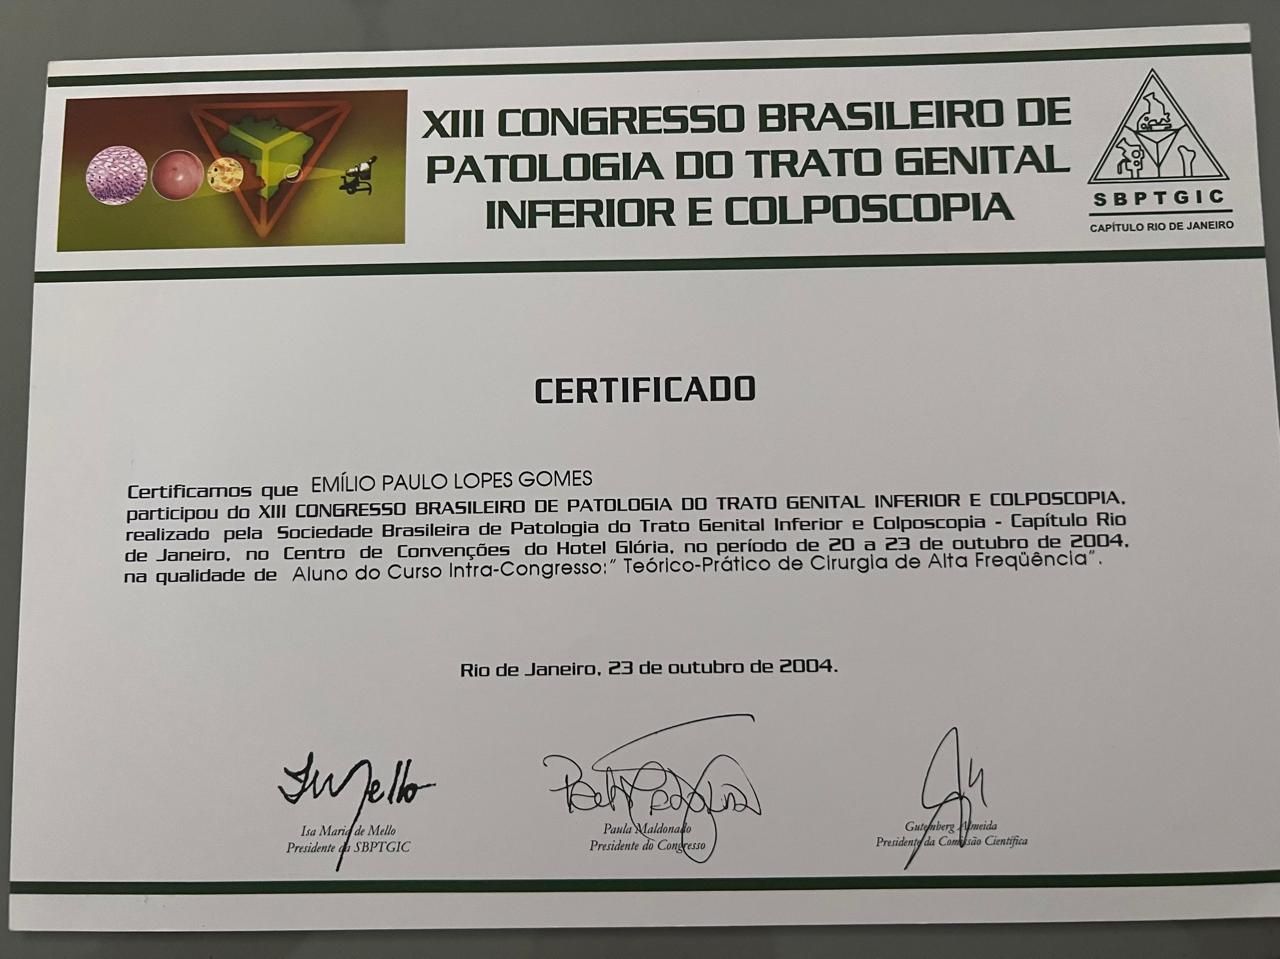 XIII CONGRESSO BRASILEIRO DE
PATOLOGIA DO TRATO GENITAL
INFERIOR E COLPOSCOPIA
SBPTGIC
CAPÍTULO RIO DE JANEIRO
CERTIFICADO
Certificamos que EMÍLIO PAULO LOPES GOMES
participou do XIII CONGRESSO BRASILEIRO DE PATOLOGIA DO TRATO GENITAL INFERIOR E COLPOSCOPIA,
realizado pela Sociedade Brasileira de Patologia do Trato Genital Inferior e Colposcopia - Capítulo Rio
de Janeiro, no Centro de Convenções do Hotel Glória, no período de 20 a 23 de outubro de 2004,
na qualidade de Aluno do Curso Intra-Congresso:" Teórico-Prático de Cirurgia de Alta Freqüência".
Rio de Janeiro, 23 de outubro de 2004.
Isa Maria de Mello
Presidente da SBPTGIC
Paula Maldonado
Presidente do Congresso
Gutemberg Almeida
Presidente da Comissão Científica